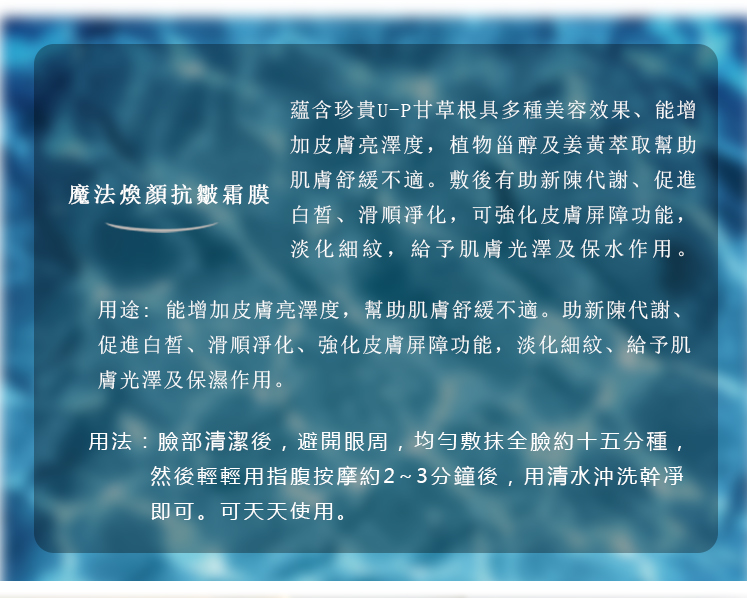 蘊含珍貴U-P甘草根具多種美容效果、能增
加皮膚亮澤度，植物甾醇及姜黃萃取幫助
魔法煥顏抗皺霜膜
肌膚舒緩不適。敷後有助新陳代謝、促進
白皙、滑順凈化，可強化皮膚屏障功能，
淡化細紋，給予肌膚光澤及保水作用。
用途: 能增加皮膚亮澤度，幫助肌膚舒緩不適。助新陳代謝、
促進白皙、滑順凈化、強化皮膚屏障功能，淡化細紋、給予肌
膚光澤及保濕作用。
用法：臉部清潔後，避開眼周，均勻敷抹全臉約十五分種，
然後輕輕用指腹按摩約2~3分鐘後，用清水沖洗幹凈
即可。可天天使用。